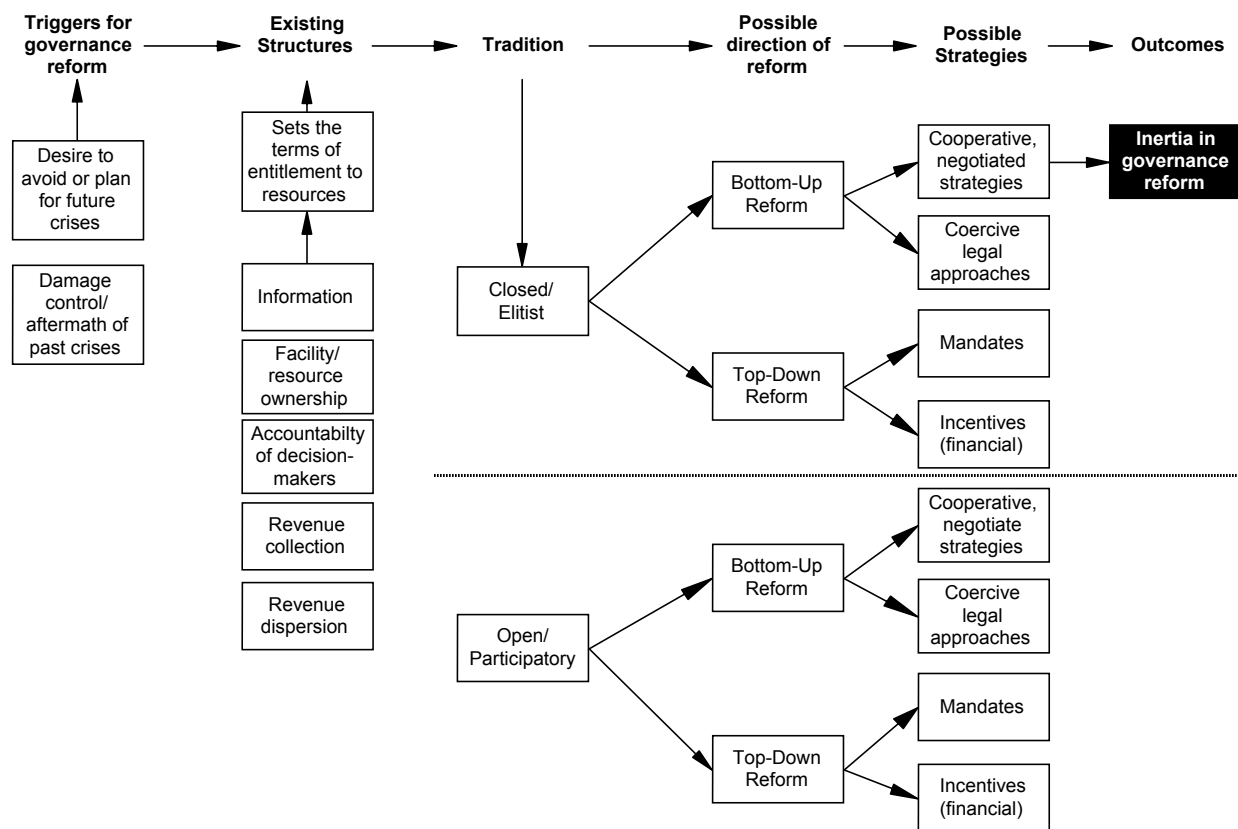 Triggers for
governance
reform
Existing
Structures
Tradition
Possible
direction of
reform
Possible
Strategies
Outcomes
Desire to
avoid or plan
for future
crises
Damage
control/
aftermath of
past crises
Sets the
terms of
entitlement to
resources
Information
Facility/
resource
ownership
Accountabilty
of decision-
makers
Revenue
collection
Revenue
dispersion
Closed/
Elitist
Bottom-Up
Reform
Top-Down
Reform
Cooperative,
negotiated
strategies
Coercive
legal
approaches
Mandates
Incentives
(financial)
Inertia in
governance
reform
Open/
Participatory
Bottom-Up
Reform
Top-Down
Reform
Cooperative,
negotiate
strategies
Coercive
legal
approaches
Mandates
Incentives
(financial)